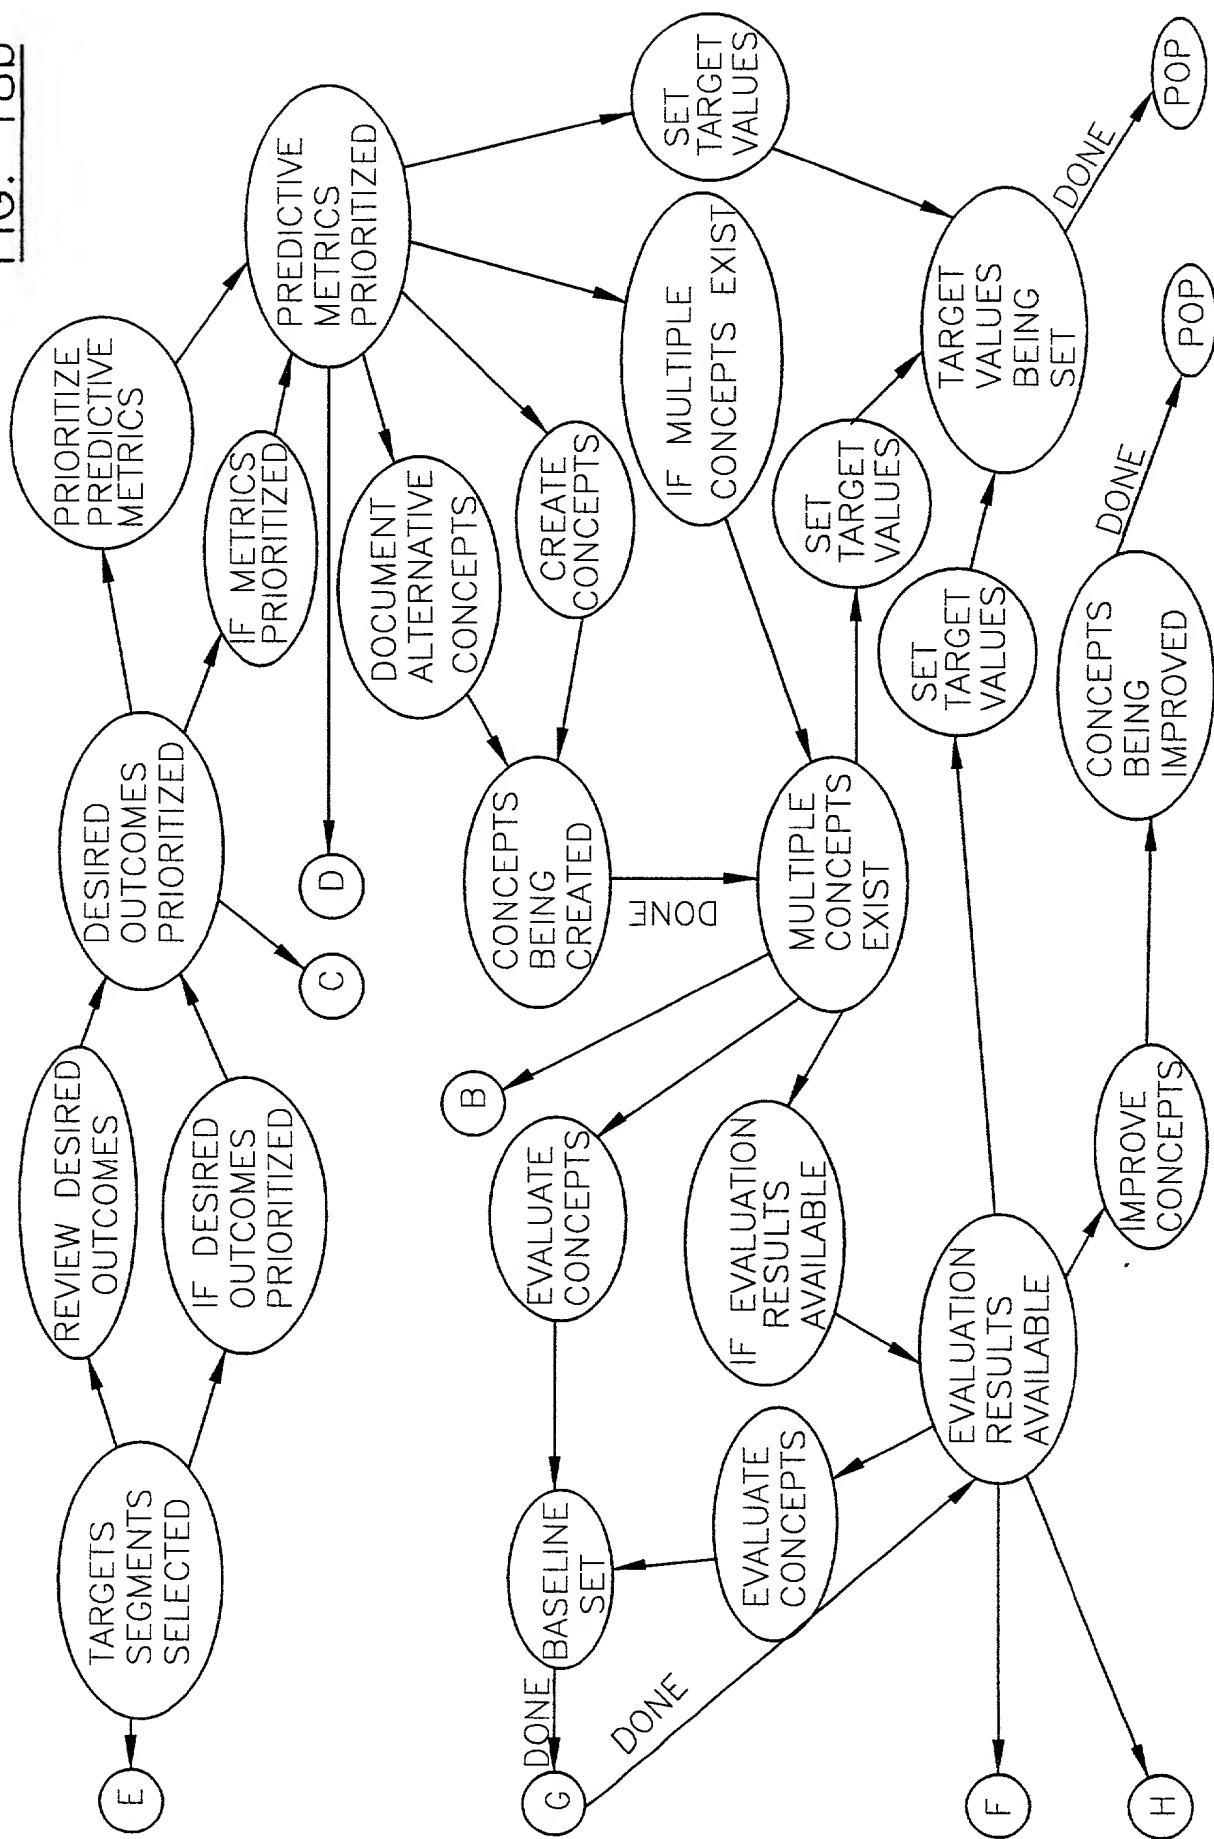 FIG.
PRIORITIZE
PREDICTIVE
METRICS
REVIEW DESIRED
OUTCOMES
TARGETS
SEGMENTS
SELECTED
E
DESIRED
OUTCOMES
PRIORITIZED
IF DESIRED
OUTCOMES
PRIORITIZED
IF METRICS
PRIORITIZED
PREDICTIVE
METRICS
PRIORITIZED
C
D
DOCUMENT
ALTERNATIVE
CONCEPTS
B
CONCEPTS
BEING
CREATED
CREATE
CONCEPTS
G
DONE
BASELINE
SET
EVALUATE
CONCEPTS
DONE
DONE
IF MULTIPLE
CONCEPTS EXIST
SET
TARGET
VALUES
EVALUATE
CONCEPTS
IF EVALUATION
RESULTS
AVAILABLE
MULTIPLE
CONCEPTS
EXIST
SET
TARGET
VALUES
SET
TARGET
VALUES
F
EVALUATION
RESULTS
AVAILABLE
TARGET
VALUES
BEING
SET
DONE
POP
H
IMPROVE
CONCEPTS
CONCEPTS
BEING
IMPROVED
DONE
POP